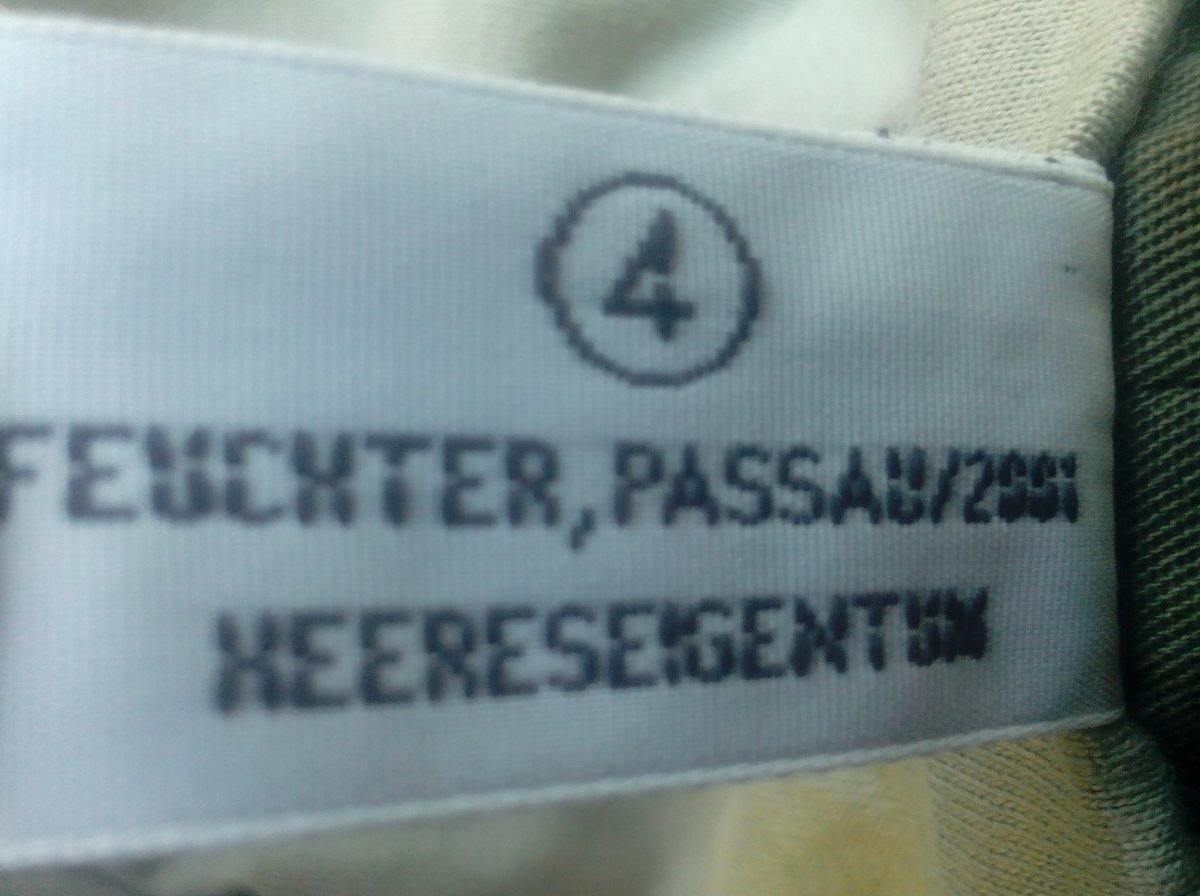 4
FEUCHTER, PASSAU/2001
HEERESEIGENTUM